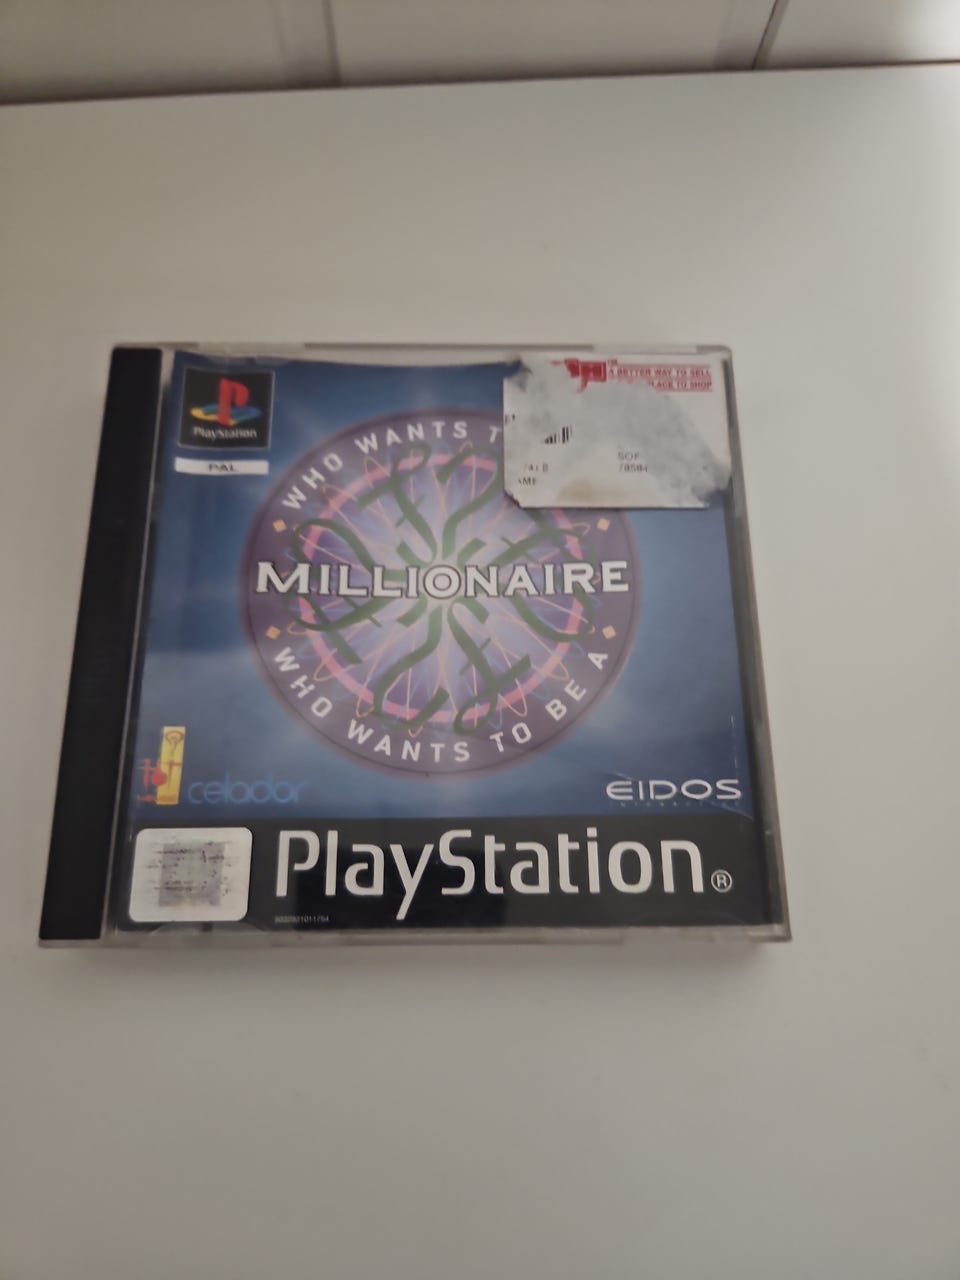 PlayStation
PAL
A BETTER WAY TO SELL
PLACE TO SHOP
SOF
WHO WANTS
MILLIONAIRE
WHO WANTS TO BE A
celador
EIDOS
PlayStation®